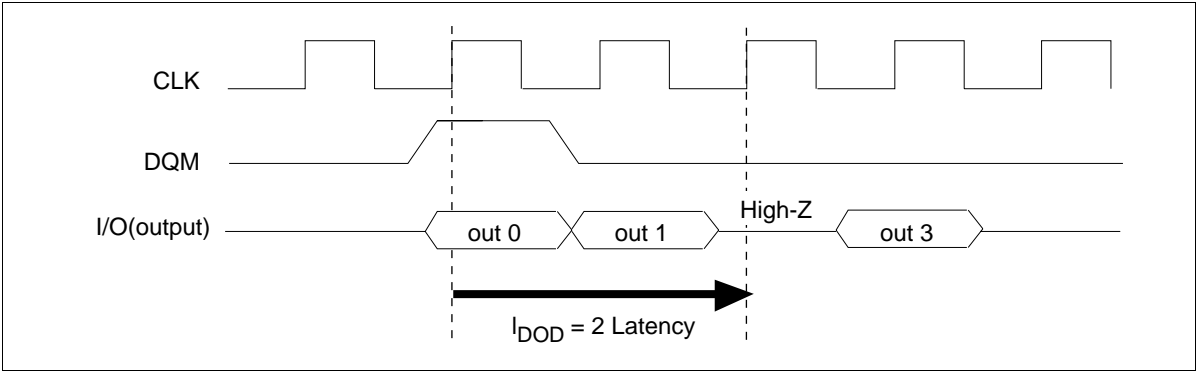 CLK
DQM
I/O(output)
out 0
out 1
High-Z
out 3
lDOD = 2 Latency